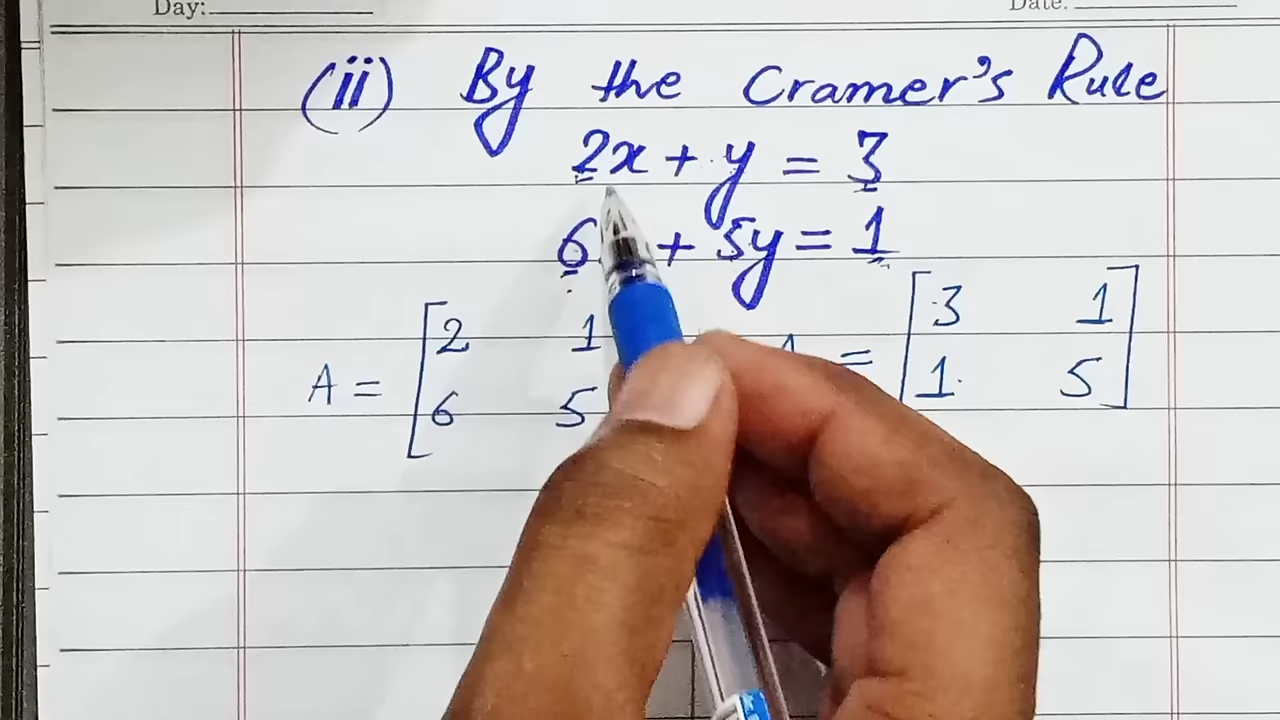 Day: Date:
(ii) By the Cramer's Rule
2x + y = 3
6 + 5y = 1
A = [2 1 = [3 1]
6 5 1 5